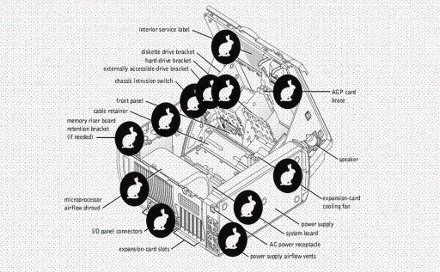 interior service label
diskette drive bracket
hard-drive bracket
externally accessible drive bracket
chassis intrusion switch
front panel
cable retainer
memory riser board
retention bracket
(if needed)
AGP card
brace
speaker
microprocessor
airflow shroud
expansion-card
cooling fan
I/O panel connectors
power supply
system board
expansion-card slots
AC power receptacle
power supply airflow vents